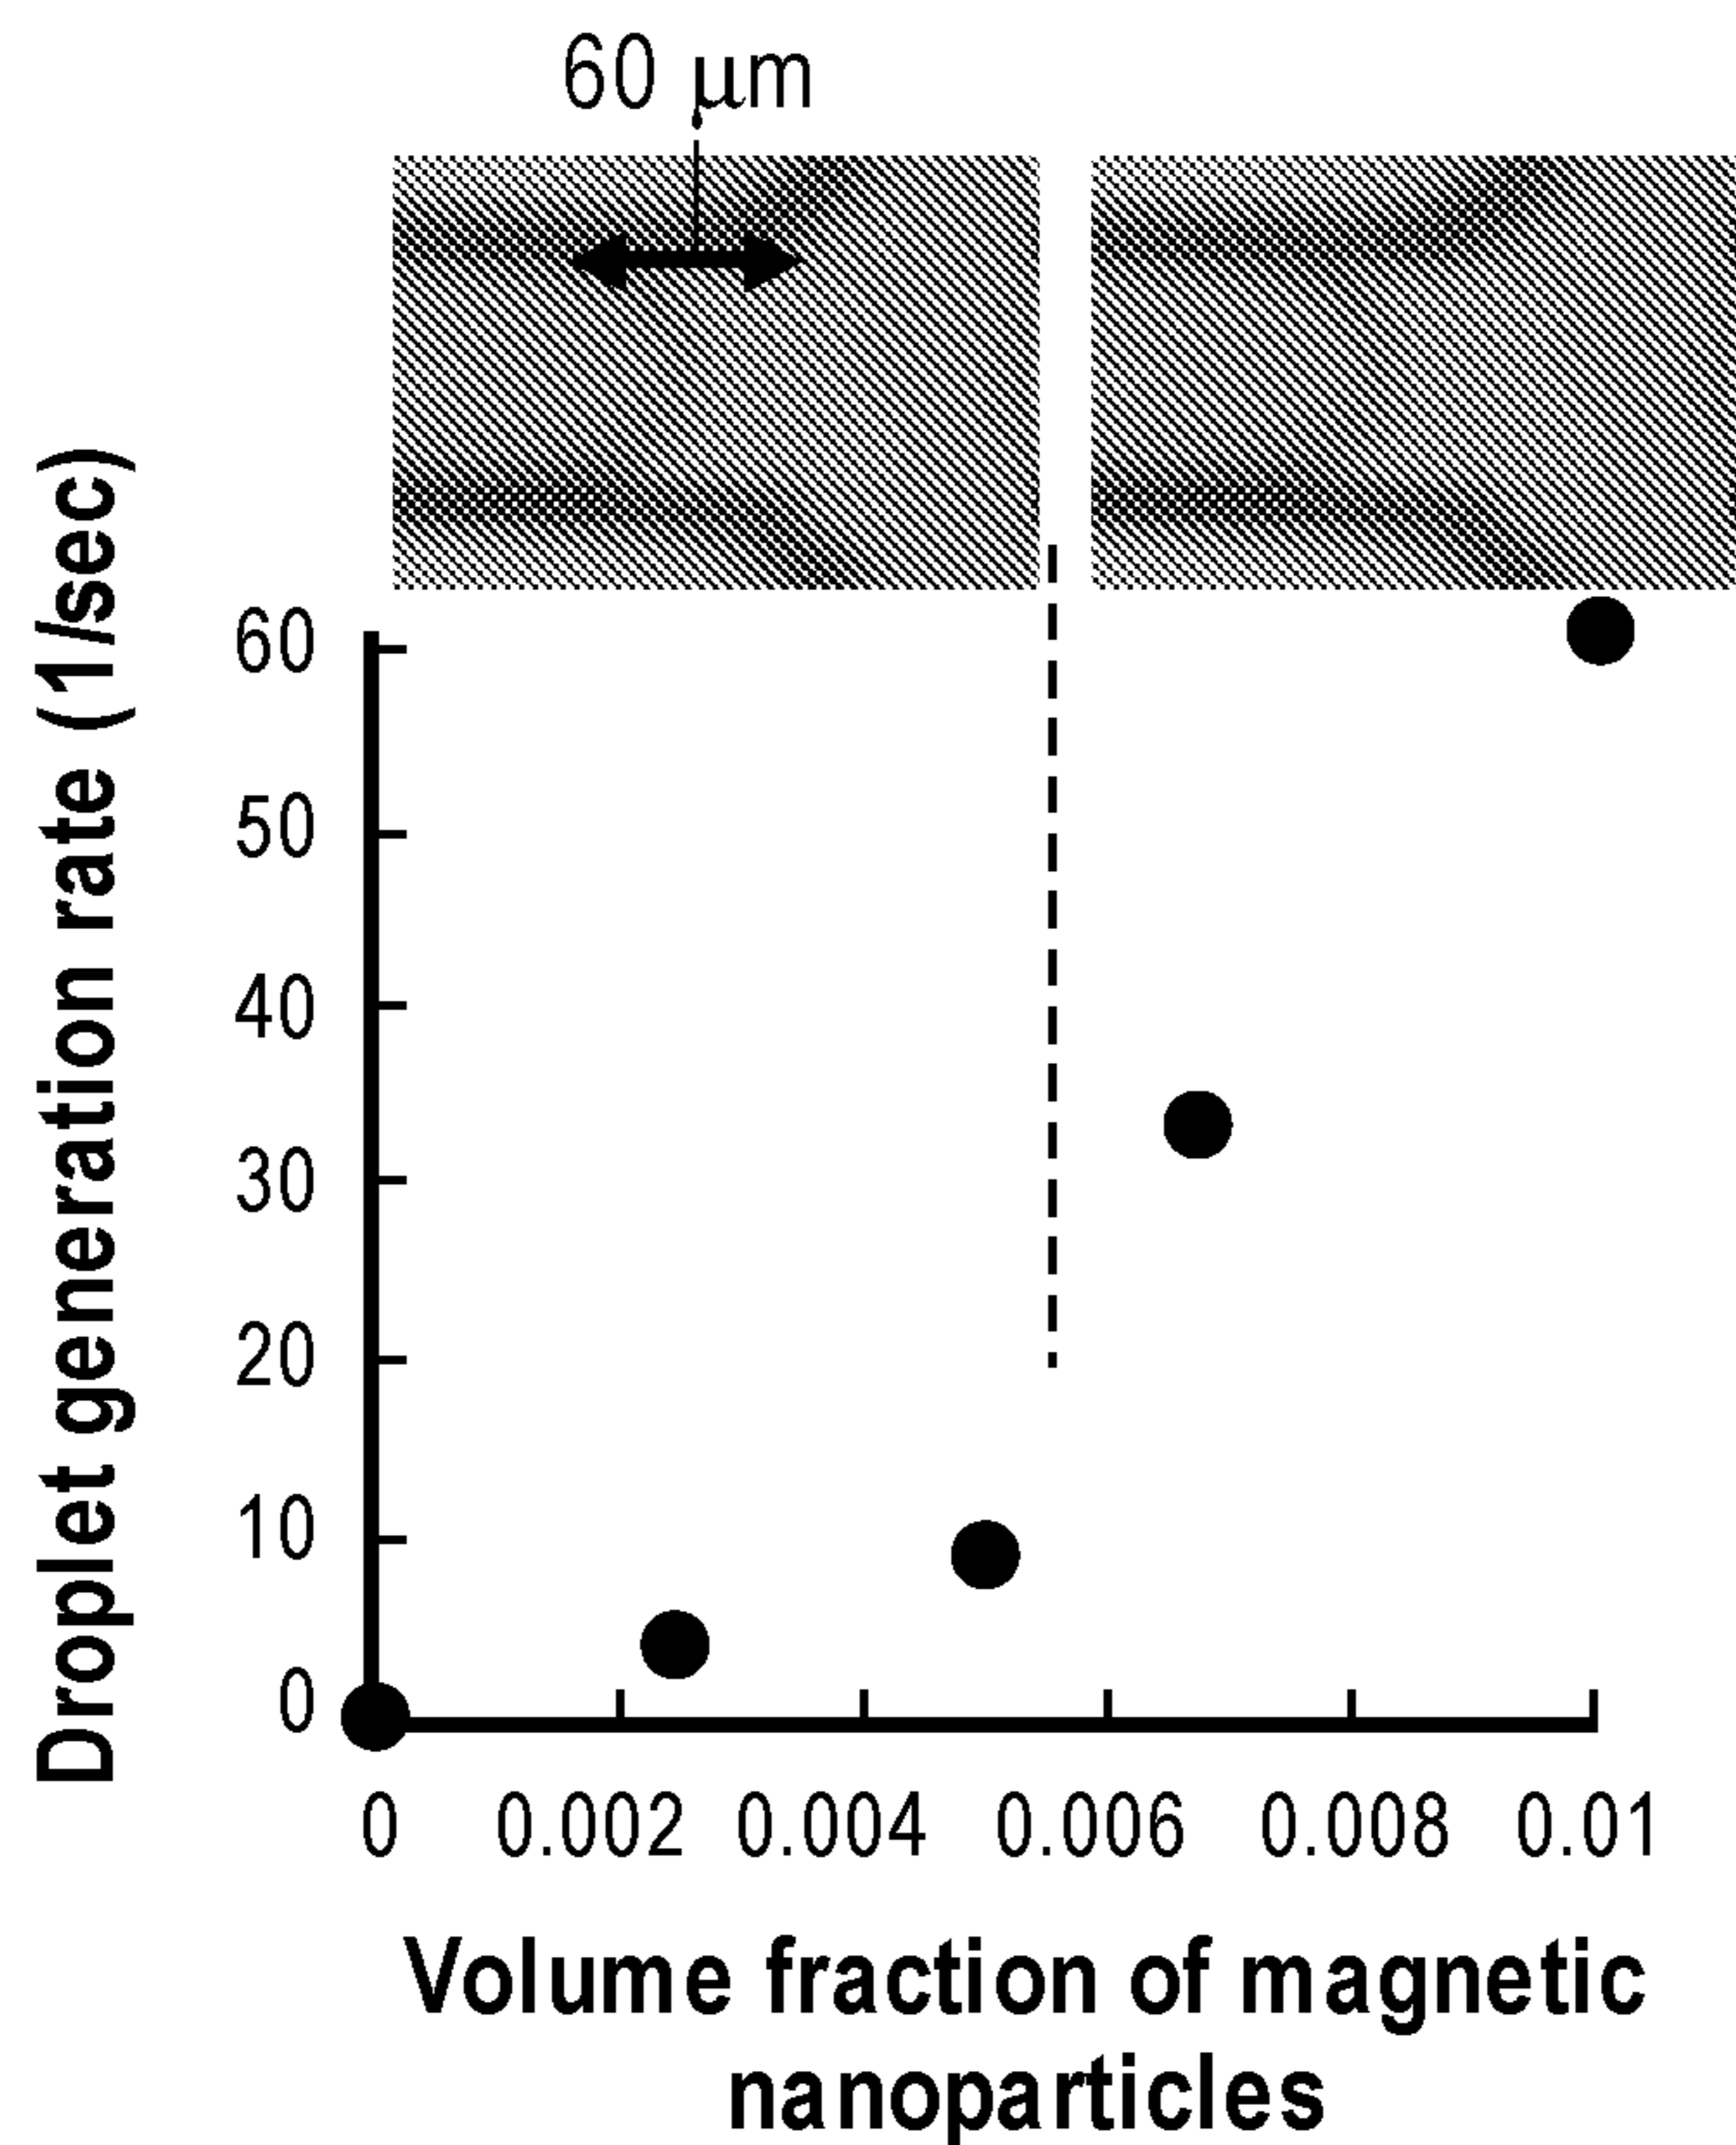 60 μm
Droplet generation rate (1/sec)
60
50
40
30
20
10
0
0 0.002 0.004 0.006 0.008 0.01
Volume fraction of magnetic
nanoparticles